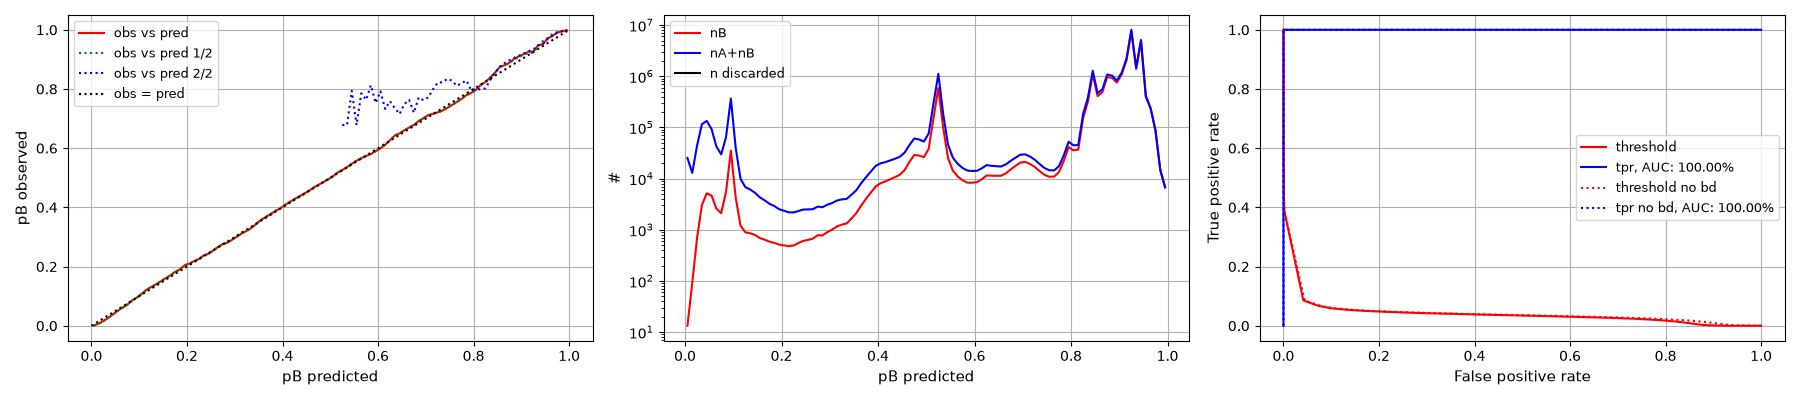 pB observed
1.0
0.8
0.6
0.4
0.2
0.0
obs vs pred
obs vs pred 1/2
obs vs pred 2/2
obs = pred
0.0 0.2 0.4 0.6 0.8 1.0
pB predicted
#
10^7
10^6
10^5
10^4
10^3
10^2
10^1
nB
nA+nB
n discarded
0.0 0.2 0.4 0.6 0.8 1.0
pB predicted
True positive rate
1.0
0.8
0.6
0.4
0.2
0.0
threshold
tpr, AUC: 100.00%
threshold no bd
tpr no bd, AUC: 100.00%
0.0 0.2 0.4 0.6 0.8 1.0
False positive rate